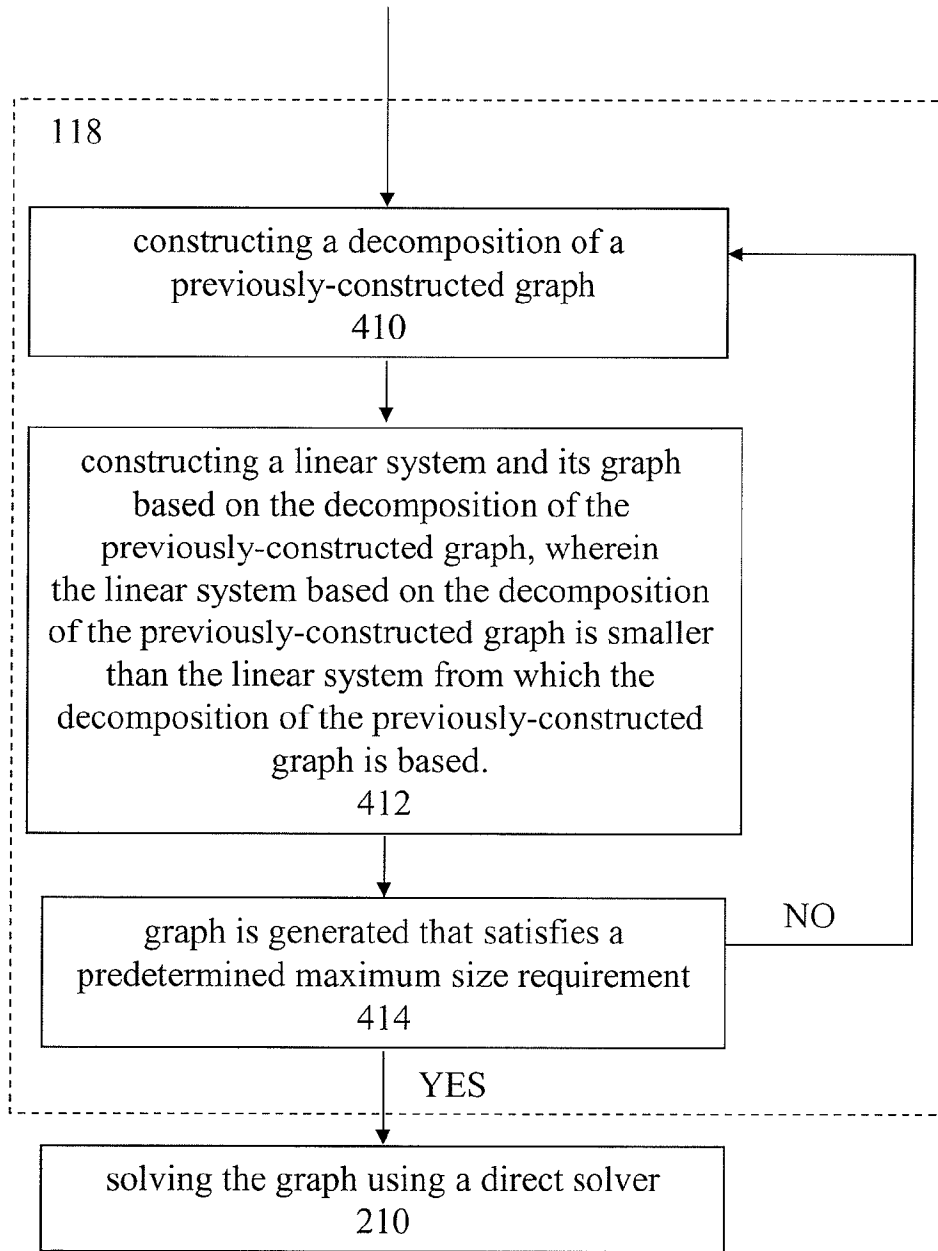 118
constructing a decomposition of a
previously-constructed graph
410
constructing a linear system and its graph
based on the decomposition of the
previously-constructed graph, wherein
the linear system based on the decomposition
of the previously-constructed graph is smaller
than the linear system from which the
decomposition of the previously-constructed
graph is based.
412
graph is generated that satisfies a
predetermined maximum size requirement
414
NO
YES
solving the graph using a direct solver
210